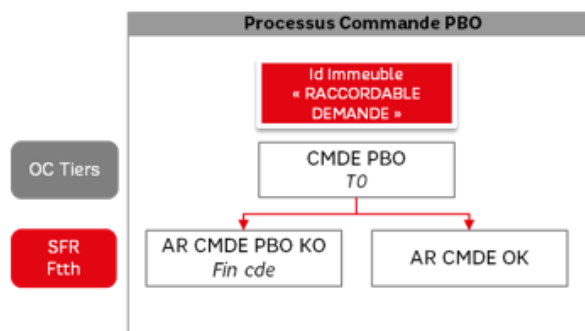 Processus Commande PBO
Id Immeuble
« RACCORDABLE
DEMANDE »
OC Tiers
CMDE PBO
T0
SFR
Ftth
AR CMDE PBO KO
Fin cde
AR CMDE OK